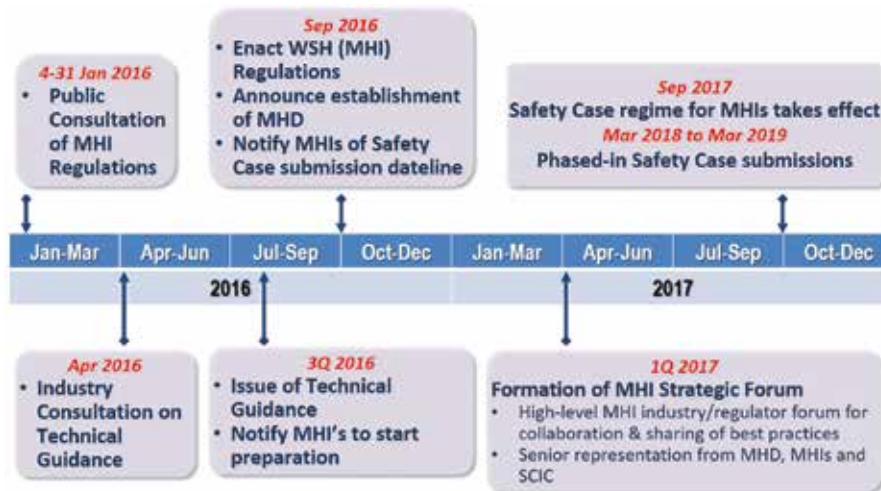 4-31 Jan 2016
• Public
Consultation
of MHI
Regulations
Sep 2016
• Enact WSH (MHI)
Regulations
• Announce establishment
of MHD
• Notify MHIs of Safety
Case submission dateline
Sep 2017
Safety Case regime for MHIs takes effect
Mar 2018 to Mar 2019
Phased-in Safety Case submissions
Jan-Mar Apr-Jun Jul-Sep Oct-Dec Jan-Mar Apr-Jun Jul-Sep Oct-Dec
2016 2017
Apr 2016
• Industry
Consultation on
Technical
Guidance
3Q 2016
• Issue of Technical
Guidance
• Notify MHI's to start
preparation
1Q 2017
Formation of MHI Strategic Forum
• High-level MHI industry/regulator forum for
collaboration & sharing of best practices
• Senior representation from MHD, MHIs and
SCIC